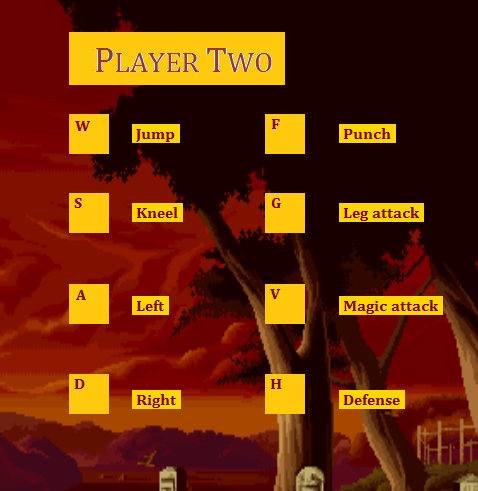 Player Two
W Jump F Punch
S Kneel G Leg attack
A Left V Magic attack
D Right H Defense